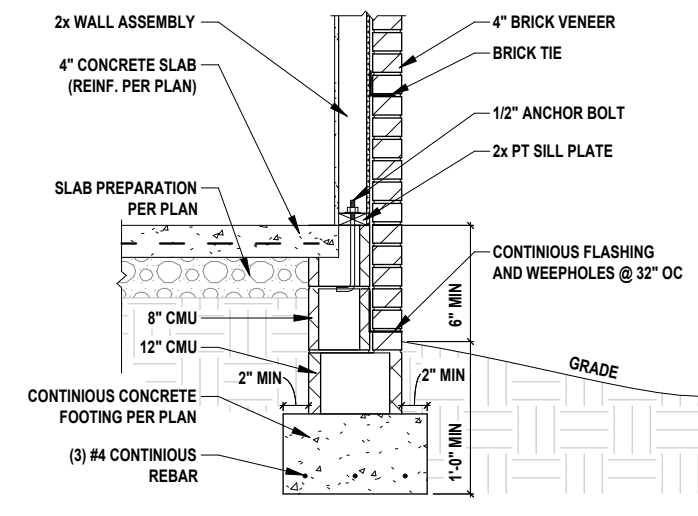 2x WALL ASSEMBLY
4" CONCRETE SLAB
(REINF. PER PLAN)
SLAB PREPARATION
PER PLAN
8" CMU
12" CMU
2" MIN
CONTINIOUS CONCRETE
FOOTING PER PLAN
(3) #4 CONTINIOUS
REBAR
4" BRICK VENEER
BRICK TIE
1/2" ANCHOR BOLT
2x PT SILL PLATE
CONTINIOUS FLASHING
AND WEEPHOLES @ 32" OC
6" MIN
GRADE
2" MIN
1'-0" MIN